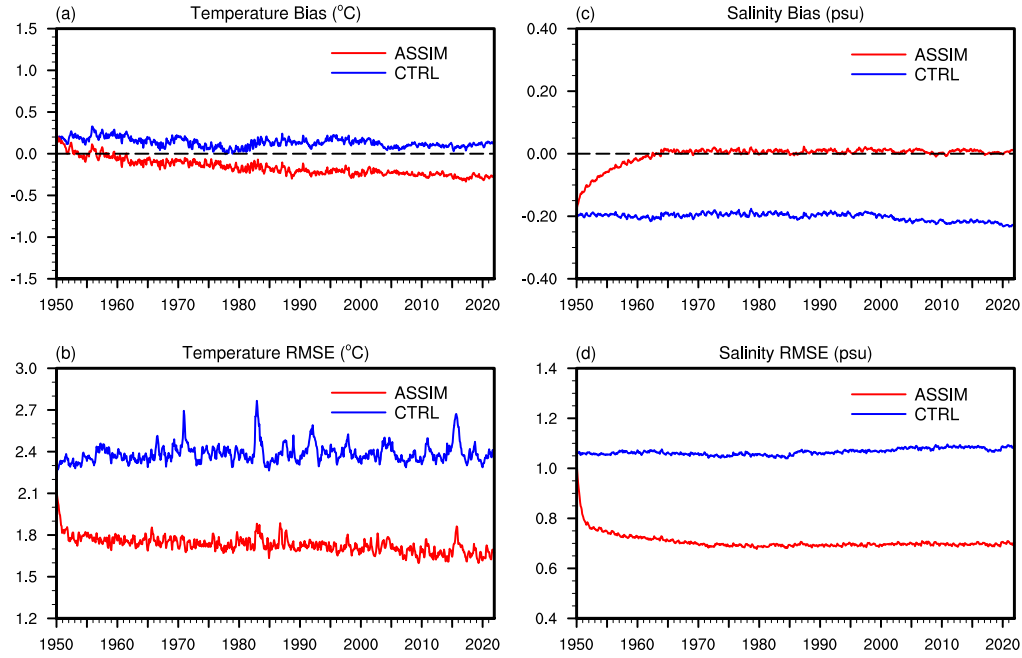 (a) Temperature Bias (°C)
1.5
1.0
0.5
0.0
-0.5
-1.0
-1.5
ASSIM
CTRL
1950 1960 1970 1980 1990 2000 2010 2020
(c) Salinity Bias (psu)
0.40
0.20
0.00
-0.20
-0.40
ASSIM
CTRL
1950 1960 1970 1980 1990 2000 2010 2020
(b) Temperature RMSE (°C)
3.0
2.7
2.4
2.1
1.8
1.5
1.2
ASSIM
CTRL
1950 1960 1970 1980 1990 2000 2010 2020
(d) Salinity RMSE (psu)
1.4
1.2
1.0
0.8
0.6
0.4
ASSIM
CTRL
1950 1960 1970 1980 1990 2000 2010 2020